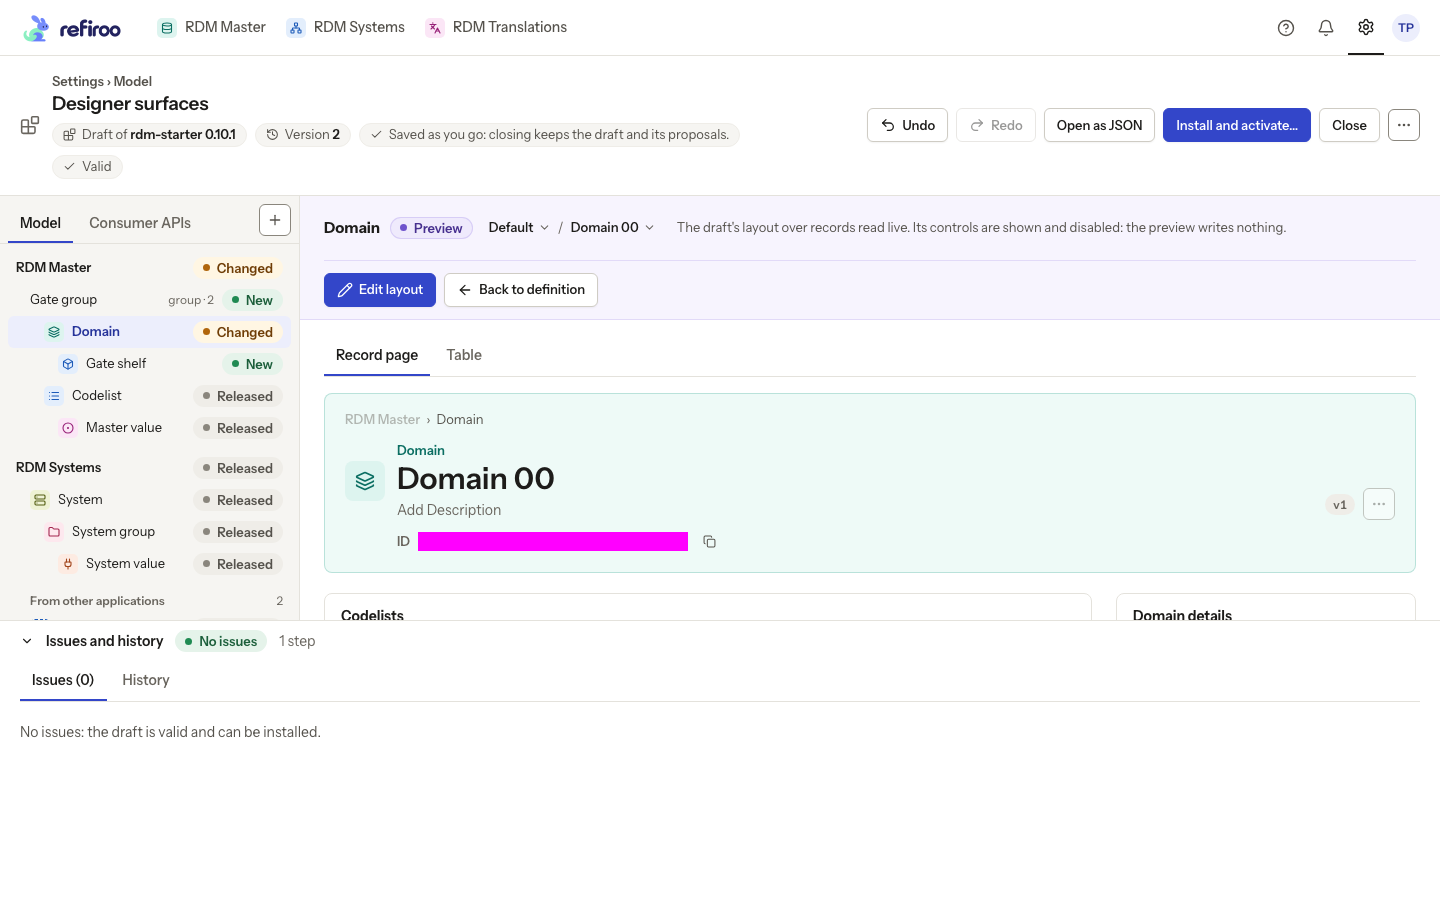 refiroo
RDM Master
RDM Systems
RDM Translations
TP
Settings › Model
Designer surfaces
Draft of rdm-starter 0.10.1
Version 2
Saved as you go: closing keeps the draft and its proposals.
Valid
Undo
Redo
Open as JSON
Install and activate...
Close
Model
Consumer APIs
RDM Master
Changed
Gate group
group · 2
New
Domain
Changed
Gate shelf
New
Codelist
Released
Master value
Released
RDM Systems
Released
System
Released
System group
Released
System value
Released
From other applications
2
Domain
Preview
Default / Domain 00
The draft's layout over records read live. Its controls are shown and disabled: the preview writes nothing.
Edit layout
Back to definition
Record page
Table
RDM Master › Domain
Domain
Domain 00
Add Description
ID
v1
Codelists
Domain details
Issues and history
No issues
1 step
Issues (0)
History
No issues: the draft is valid and can be installed.